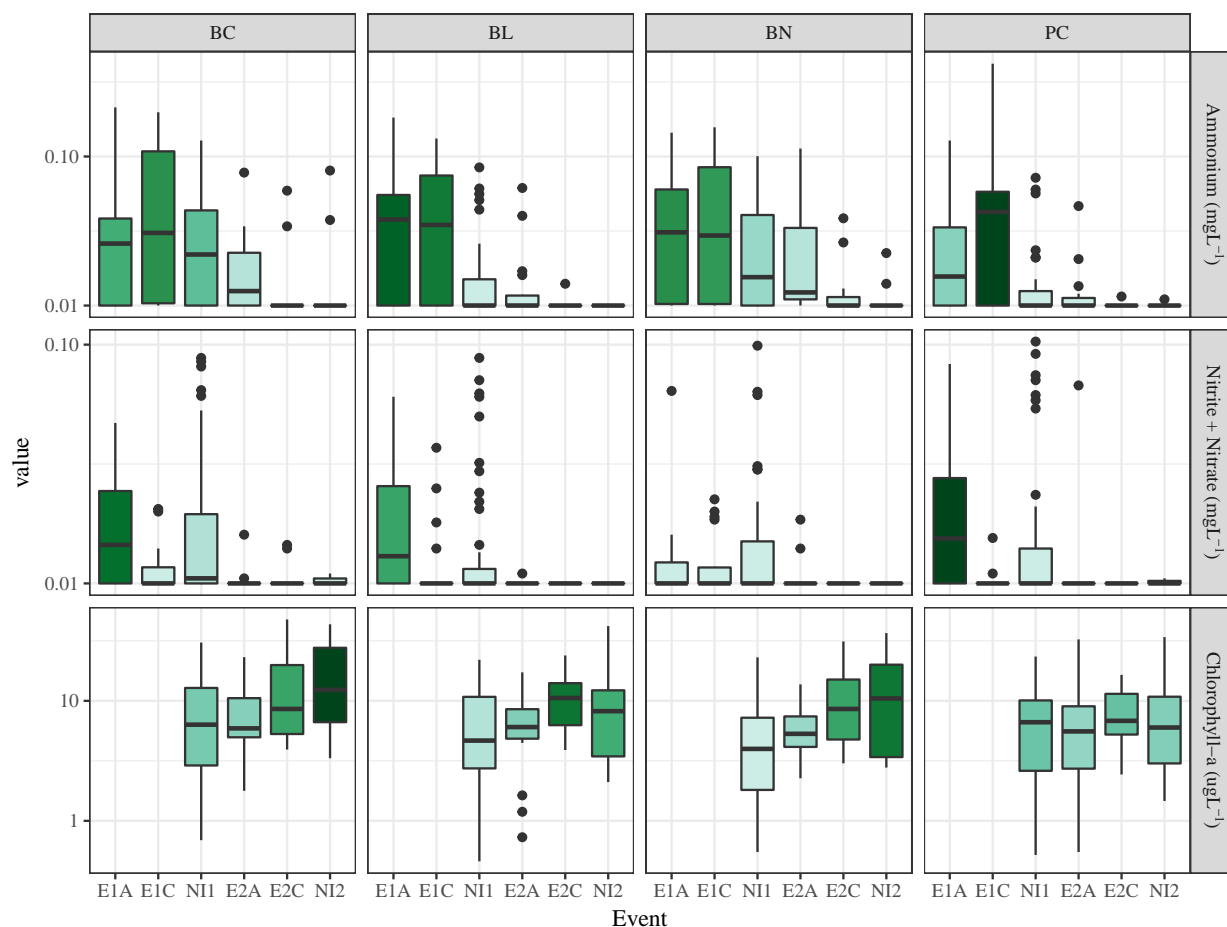 BC BL BN PC
0.10
0.01
Ammonium (mgL⁻¹)
0.10
0.01
Nitrite + Nitrate (mgL⁻¹)
10
1
Chlorophyll−a (ugL⁻¹)
value
E1A E1C NI1 E2A E2C NI2 E1A E1C NI1 E2A E2C NI2 E1A E1C NI1 E2A E2C NI2 E1A E1C NI1 E2A E2C NI2
Event